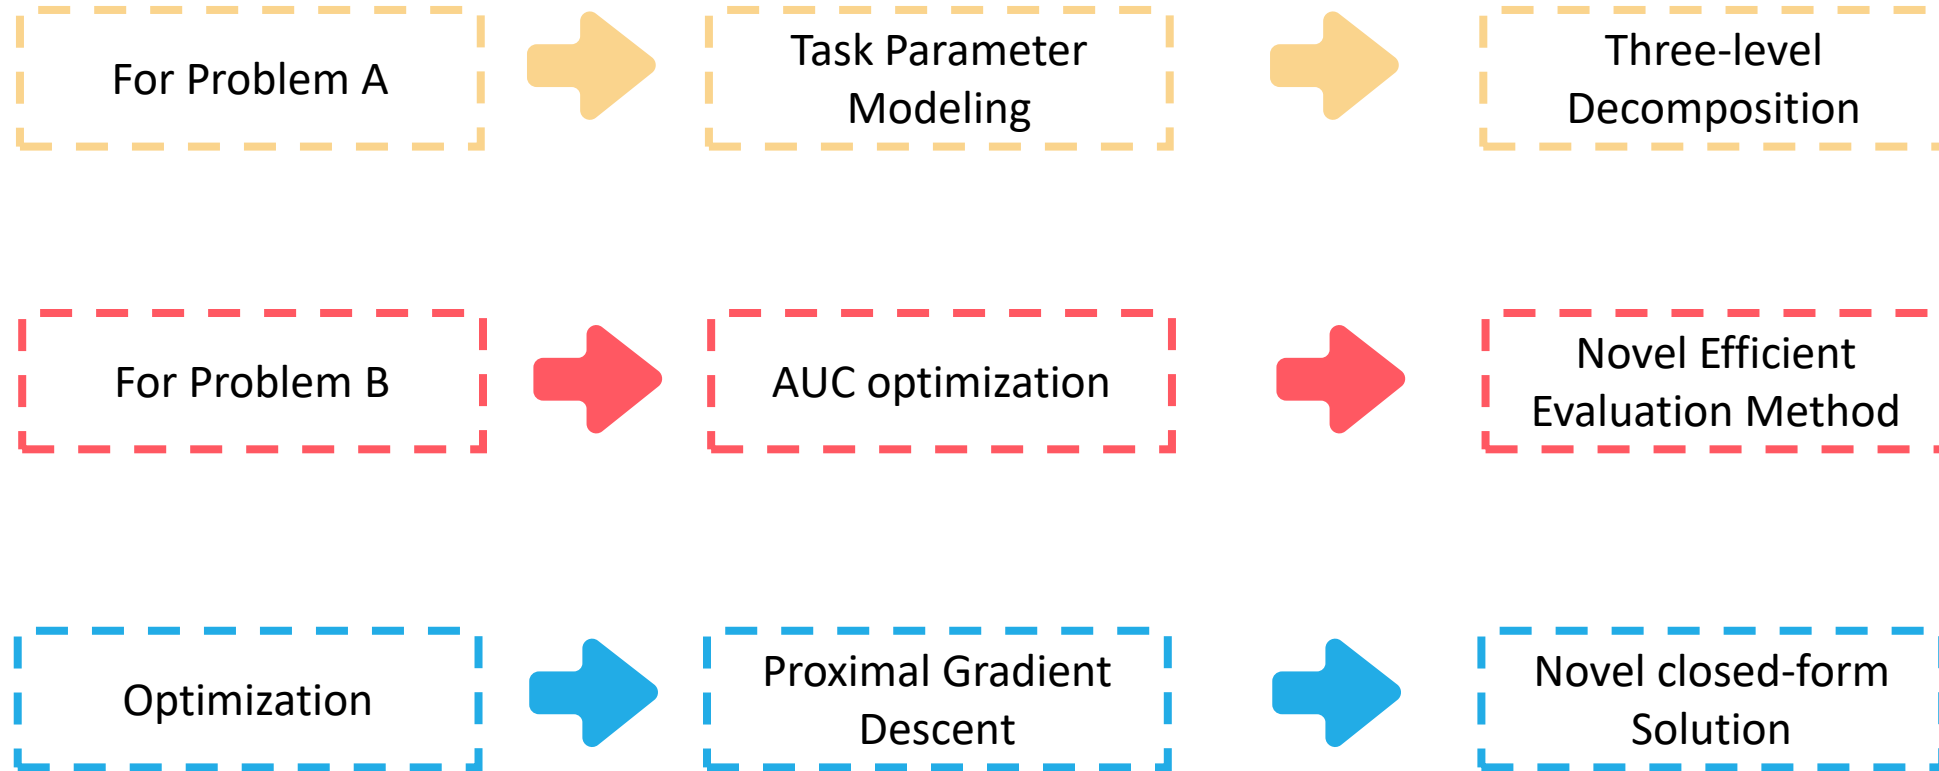 For Problem A
Task Parameter
Modeling
Three-level
Decomposition
For Problem B
AUC optimization
Novel Efficient
Evaluation Method
Optimization
Proximal Gradient
Descent
Novel closed-form
Solution